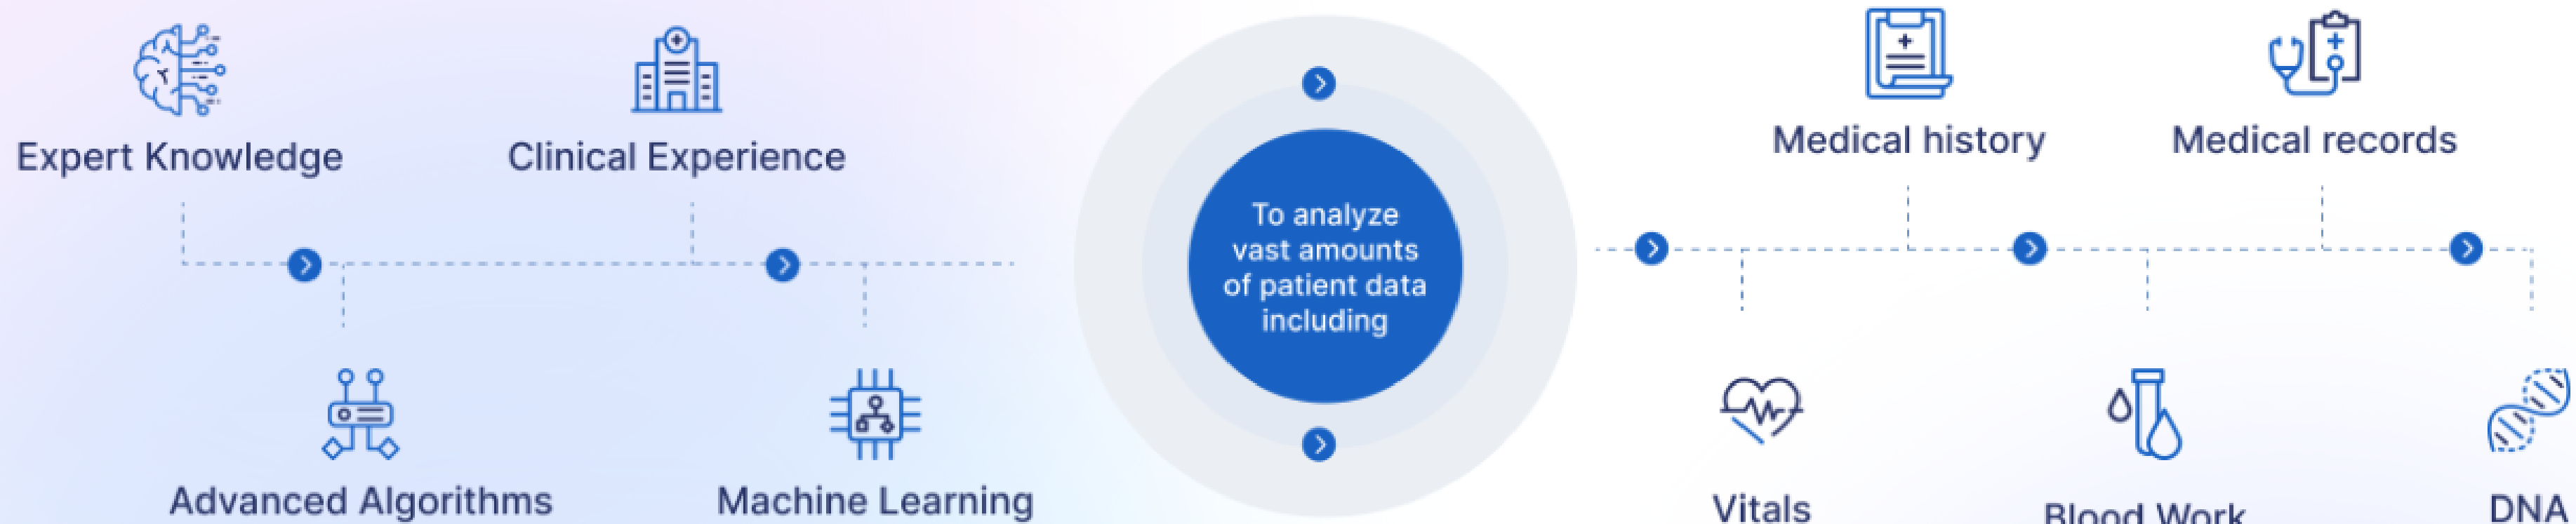 Expert Knowledge
Clinical Experience
Advanced Algorithms
Machine Learning
To analyze
vast amounts
of patient data
including
Medical history
Medical records
Vitals
Blood Work
DNA